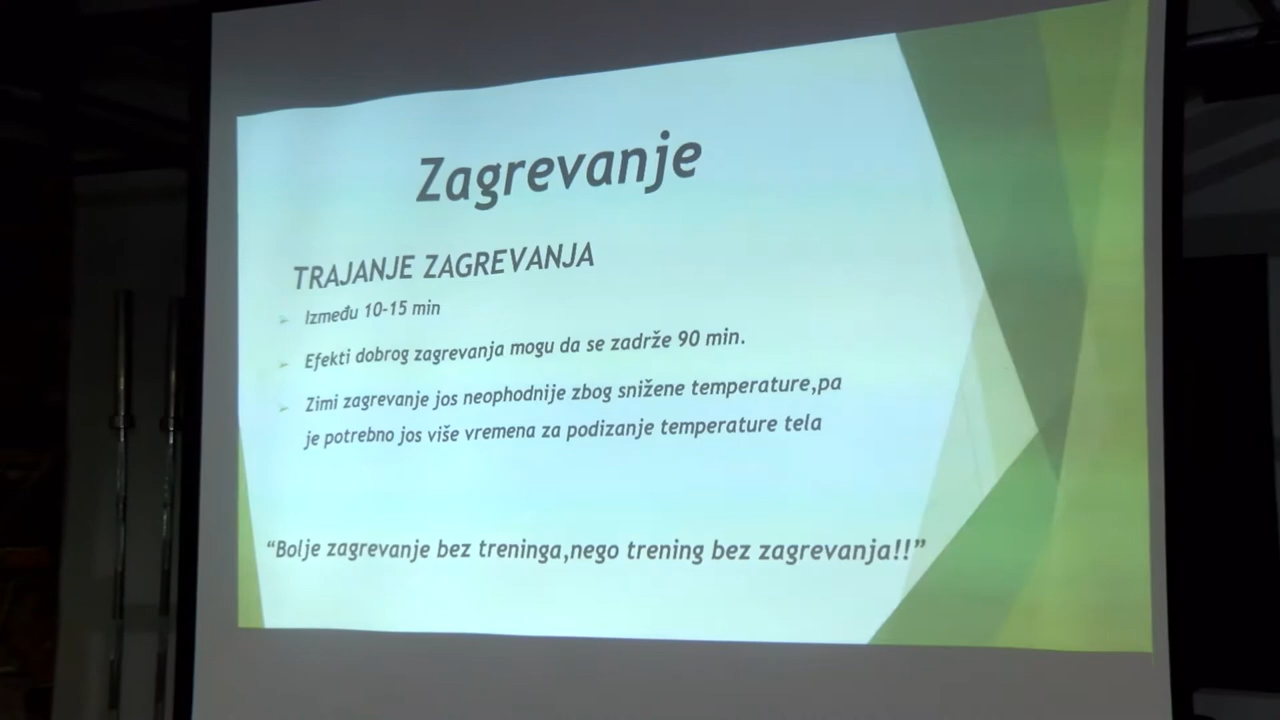 Zagrevanje
TRAJANJE ZAGREVANJA
Između 10-15 min
Efekti dobrog zagrevanja mogu da se zadrže 90 min.
Zimi zagrevanje jos neophodnije zbog snižene temperature,pa
je potrebno jos više vremena za podizanje temperature tela
“Bolje zagrevanje bez treninga,nego trening bez zagrevanja!!”